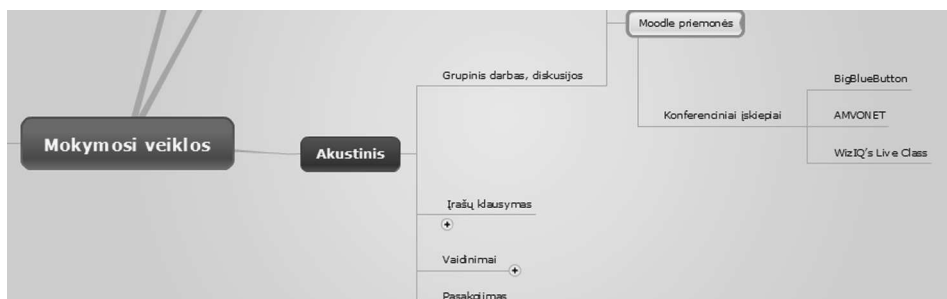 Moodle priemonės
Grupinis darbas, diskusijos
BigBlueButton
Konferenciniai įskiepiai
AMVONET
Mokymosi veiklos
Akustinis
WizIQ's Live Class
Įrašų klausymas
Vaidinimai
Pasakojimas